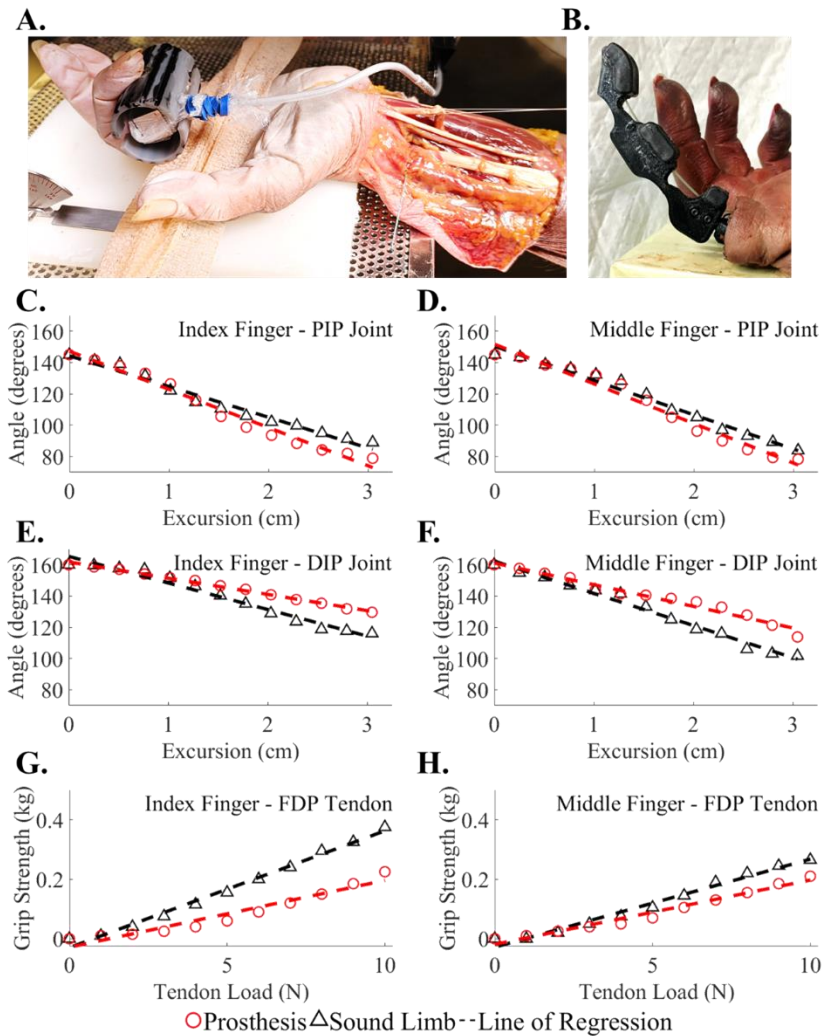 A.
B.
C.
D.
Index Finger - PIP Joint
Angle (degrees)
160
140
120
100
80
0
1
2
3
Excursion (cm)
Middle Finger - PIP Joint
Angle (degrees)
160
140
120
100
80
0
1
2
3
Excursion (cm)
E.
F.
Index Finger - DIP Joint
Angle (degrees)
160
140
120
100
80
0
1
2
3
Excursion (cm)
Middle Finger - DIP Joint
Angle (degrees)
160
140
120
100
80
0
1
2
3
Excursion (cm)
G.
H.
Index Finger - FDP Tendon
Grip Strength (kg)
0.4
0.2
0
0
5
10
Tendon Load (N)
Middle Finger - FDP Tendon
Grip Strength (kg)
0.4
0.2
0
0
5
10
Tendon Load (N)
Prosthesis Sound Limb--Line of Regression